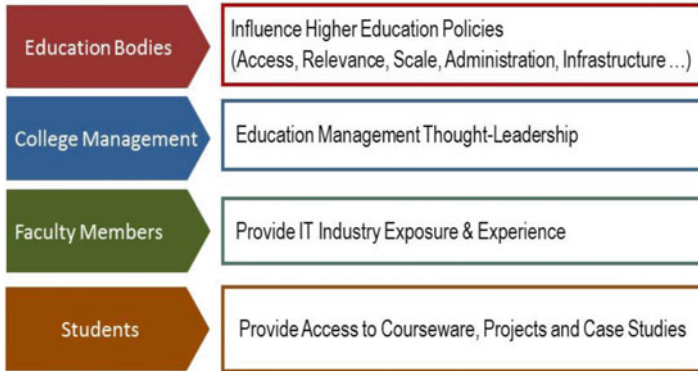 Education Bodies
Influence Higher Education Policies
(Access, Relevance, Scale, Administration, Infrastructure ...)
College Management
Education Management Thought-Leadership
Faculty Members
Provide IT Industry Exposure & Experience
Students
Provide Access to Courseware, Projects and Case Studies